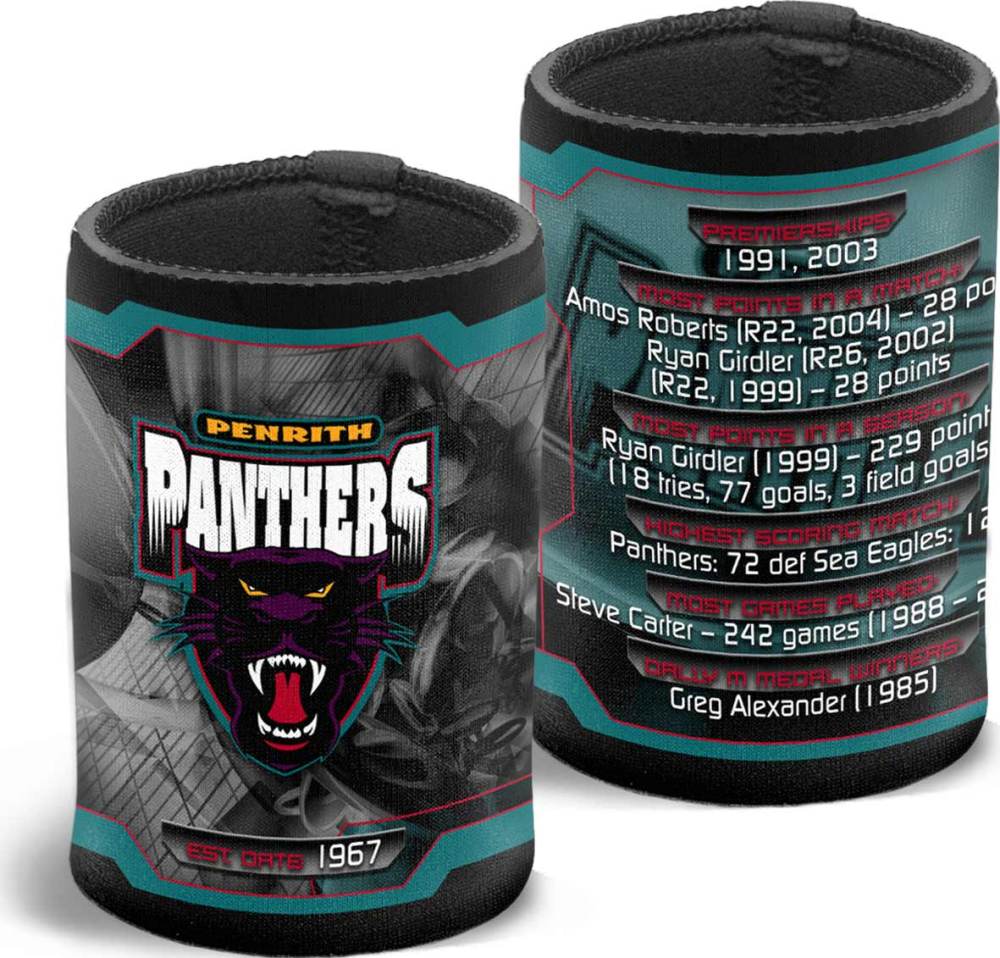 PENRITH
PANTHERS
EST. DATE 1967
PREMIERSHIPS:
1991, 2003
MOST POINTS IN A MATCH:
Amos Roberts (R22, 2004) – 28 po
Ryan Girdler (R26, 2002)
(R22, 1999) – 28 points
MOST POINTS IN A SEASON:
Ryan Girdler (1999) – 229 point
(18 tries, 77 goals, 3 field goals
HIGHEST SCORING MATCH:
Panthers: 72 def Sea Eagles: 12
MOST GAMES PLAYED:
Steve Carter – 242 games (1988 – 2
DALLY M MEDAL WINNERS:
Greg Alexander (1985)